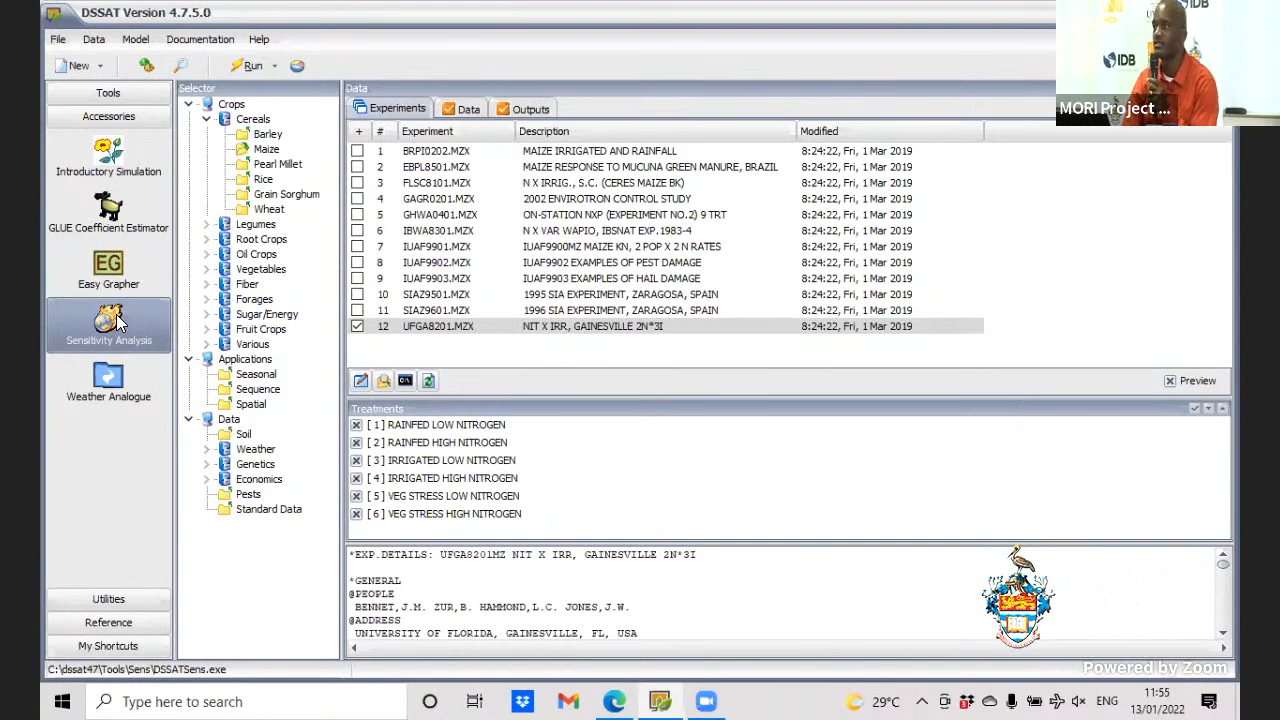 DSSAT Version 4.7.5.0
File Data Model Documentation Help
New Run
IDB
IDB
MORI Project ...
Tools
Accessories
Introductory Simulation
GLUE Coefficient Estimator
EG
Easy Grapher
Sensitivity Analysis
Weather Analogue
Utilities
Reference
My Shortcuts
Selector
Crops
Cereals
Barley
Maize
Pearl Millet
Rice
Grain Sorghum
Wheat
Legumes
Root Crops
Oil Crops
Vegetables
Fiber
Forages
Sugar/Energy
Fruit Crops
Various
Applications
Seasonal
Sequence
Spatial
Data
Soil
Weather
Genetics
Economics
Pests
Standard Data
Data
Experiments Data Outputs
+ # Experiment Description Modified
1 BRPI0202.MZX MAIZE IRRIGATED AND RAINFALL 8:24:22, Fri, 1 Mar 2019
2 EBPL8501.MZX MAIZE RESPONSE TO MUCUNA GREEN MANURE, BRAZIL 8:24:22, Fri, 1 Mar 2019
3 FLSC8101.MZX N X IRRIG., S.C. (CERES MAIZE BK) 8:24:22, Fri, 1 Mar 2019
4 GAGR0201.MZX 2002 ENVIROTRON CONTROL STUDY 8:24:22, Fri, 1 Mar 2019
5 GHWA0401.MZX ON-STATION NXP (EXPERIMENT NO.2) 9 TRT 8:24:22, Fri, 1 Mar 2019
6 IBWA8301.MZX N X VAR WAPIO, IBSNAT EXP.1983-4 8:24:22, Fri, 1 Mar 2019
7 IUAF9901.MZX IUAF9900MZ MAIZE KN, 2 POP X 2 N RATES 8:24:22, Fri, 1 Mar 2019
8 IUAF9902.MZX IUAF9902 EXAMPLES OF PEST DAMAGE 8:24:22, Fri, 1 Mar 2019
9 IUAF9903.MZX IUAF9903 EXAMPLES OF HAIL DAMAGE 8:24:22, Fri, 1 Mar 2019
10 SIAZ9501.MZX 1995 SIA EXPERIMENT, ZARAGOSA, SPAIN 8:24:22, Fri, 1 Mar 2019
11 SIAZ9601.MZX 1996 SIA EXPERIMENT, ZARAGOSA, SPAIN 8:24:22, Fri, 1 Mar 2019
12 UFGA8201.MZX NIT X IRR, GAINESVILLE 2N*3I 8:24:22, Fri, 1 Mar 2019
Preview
Treatments
[ 1 ] RAINFED LOW NITROGEN
[ 2 ] RAINFED HIGH NITROGEN
[ 3 ] IRRIGATED LOW NITROGEN
[ 4 ] IRRIGATED HIGH NITROGEN
[ 5 ] VEG STRESS LOW NITROGEN
[ 6 ] VEG STRESS HIGH NITROGEN
*EXP.DETAILS: UFGA8201MZ NIT X IRR, GAINESVILLE 2N*3I
*GENERAL
@PEOPLE
BENNET,J.M. ZUR,B. HAMMOND,L.C. JONES,J.W.
@ADDRESS
UNIVERSITY OF FLORIDA, GAINESVILLE, FL, USA
C:\dssat47\Tools\Sens\DSSATSens.exe
Powered by Zoom
Type here to search
29°C
ENG
11:55
13/01/2022